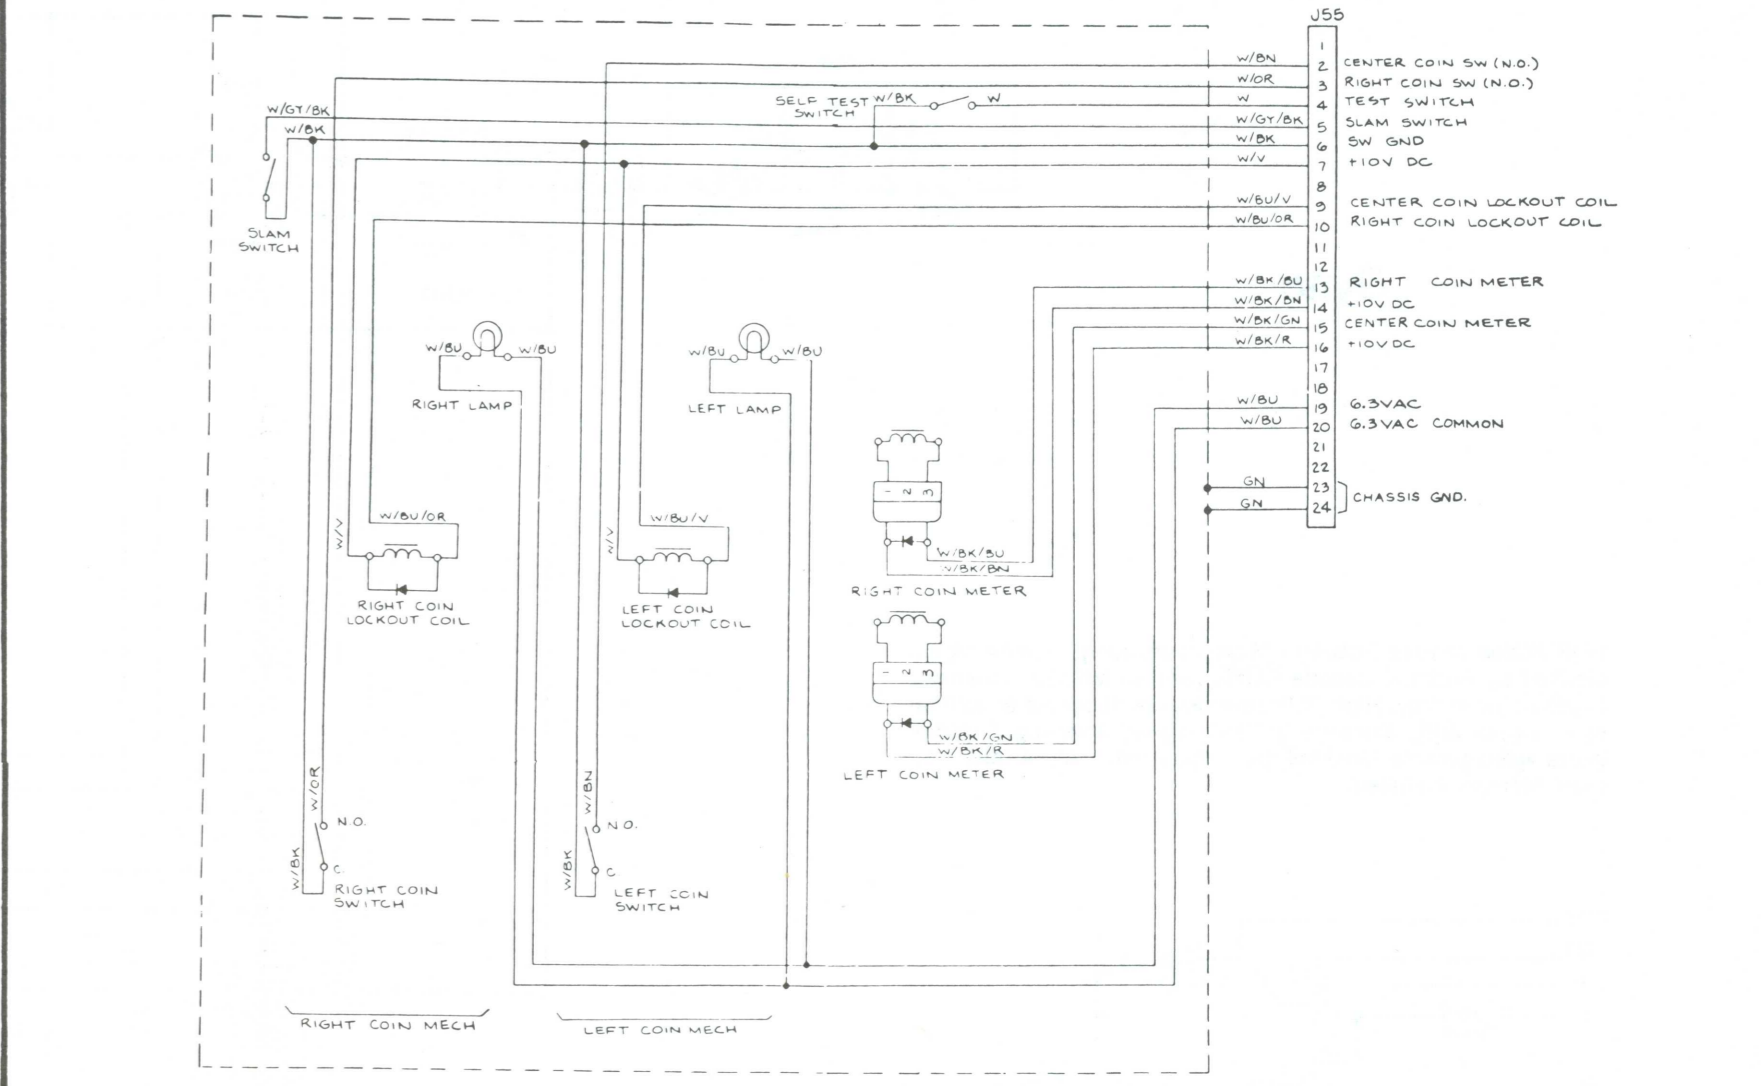 J55
1
W/BN 2 CENTER COIN SW (N.O.)
W/OR 3 RIGHT COIN SW (N.O.)
SELF TEST SWITCH W/BK W W 4 TEST SWITCH
W/GY/BK W/GY/BK 5 SLAM SWITCH
W/BK W/BK 6 SW GND
W/V 7 +10V DC
8
W/BU/V 9 CENTER COIN LOCKOUT COIL
W/BU/OR 10 RIGHT COIN LOCKOUT COIL
SLAM
SWITCH
11
12
W/BK/BU 13 RIGHT COIN METER
W/BK/BN 14 +10V DC
W/BK/GN 15 CENTER COIN METER
W/BK/R 16 +10VDC
17
18
W/BU 19 6.3VAC
W/BU 20 6.3VAC COMMON
21
22
GN 23
GN 24
CHASSIS GND.
W/BU W/BU
RIGHT LAMP
W/BU W/BU
LEFT LAMP
W/V W/BU/OR
RIGHT COIN
LOCKOUT COIL
W/V W/BU/V
LEFT COIN
LOCKOUT COIL
1 2 3
W/BK/BU
W/BK/BN
RIGHT COIN METER
1 2 3
W/BK/GN
W/BK/R
LEFT COIN METER
W/OR
N.O.
W/BK
C.
RIGHT COIN
SWITCH
W/BN
N.O.
W/BK
C
LEFT COIN
SWITCH
RIGHT COIN MECH
LEFT COIN MECH